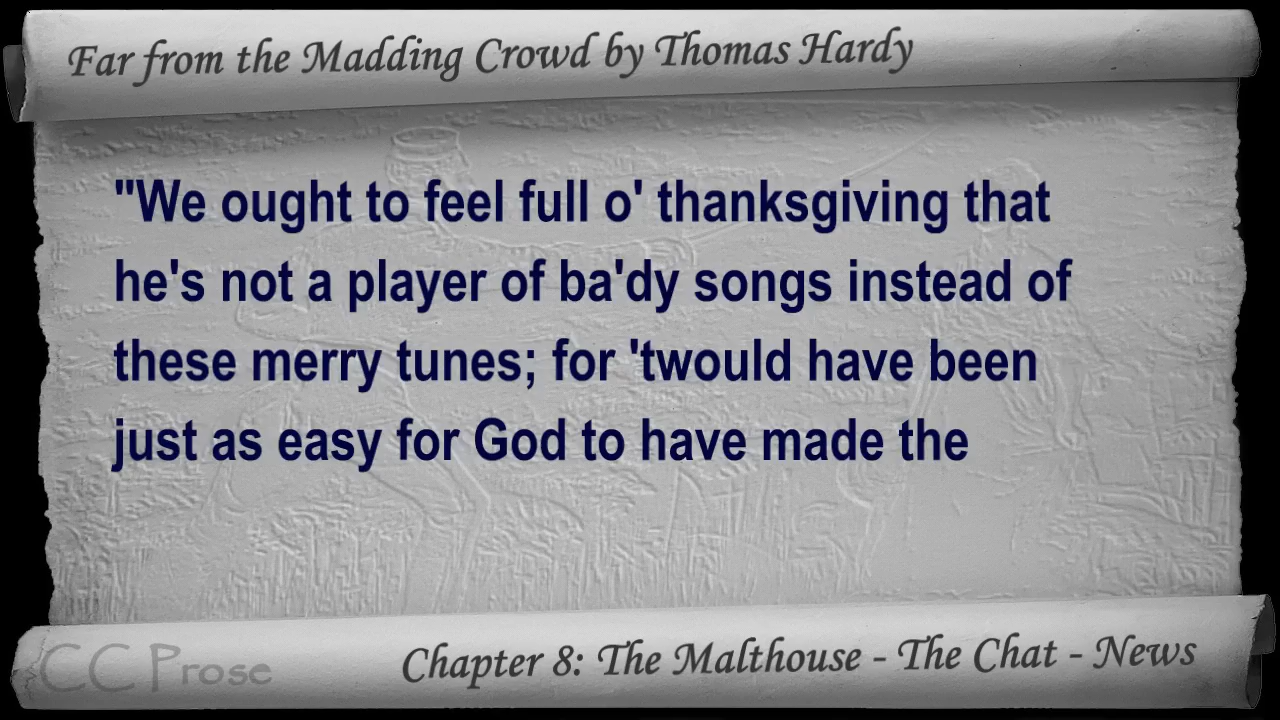 Far from the Madding Crowd by Thomas Hardy
"We ought to feel full o' thanksgiving that
he's not a player of ba'dy songs instead of
these merry tunes; for 'twould have been
just as easy for God to have made the
CC Prose
Chapter 8: The Malthouse - The Chat - News